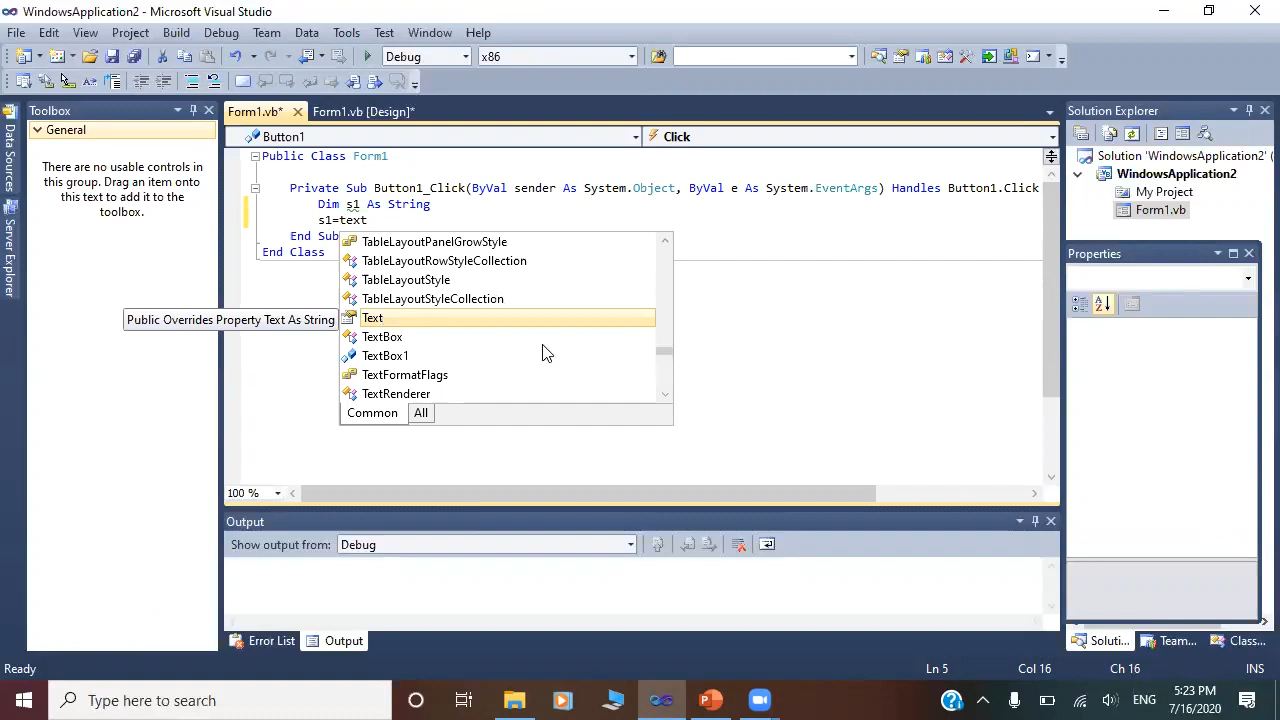 WindowsApplication2 - Microsoft Visual Studio
File Edit View Project Build Debug Team Data Tools Test Window Help
Debug x86
Toolbox
General
There are no usable controls in
this group. Drag an item onto
this text to add it to the
toolbox.
Data Sources
Server Explorer
Form1.vb* Form1.vb [Design]*
Button1 Click
Public Class Form1
Private Sub Button1_Click(ByVal sender As System.Object, ByVal e As System.EventArgs) Handles Button1.Click
Dim s1 As String
s1=text
End Sub
End Class
TableLayoutPanelGrowStyle
TableLayoutRowStyleCollection
TableLayoutStyle
TableLayoutStyleCollection
Public Overrides Property Text As String
Text
TextBox
TextBox1
TextFormatFlags
TextRenderer
Common All
100 %
Output
Show output from: Debug
Error List Output
Solution Explorer
Solution 'WindowsApplication2' (
WindowsApplication2
My Project
Form1.vb
Properties
Soluti... Team... Class...
Ready Ln 5 Col 16 Ch 16 INS
Type here to search
ENG
5:23 PM
7/16/2020